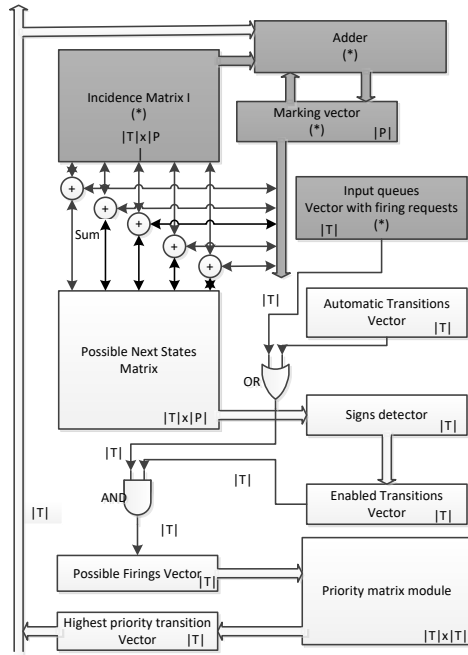 Adder
(*)
Incidence Matrix I
(*)
|T|x|P
Marking vector
(*)
|P|
Input queues
Vector with firing requests
|T|
(*)
Sum
+
+
+
+
+
|T|
Automatic Transitions
Vector
|T|
Possible Next States
Matrix
|T|x|P|
OR
Signs detector
|T|
|T|
|T|
AND
Enabled Transitions
Vector
|T|
|T|
|T|
Possible Firings Vector
|T|
Priority matrix module
|T|x|T|
Highest priority transition
Vector
|T|